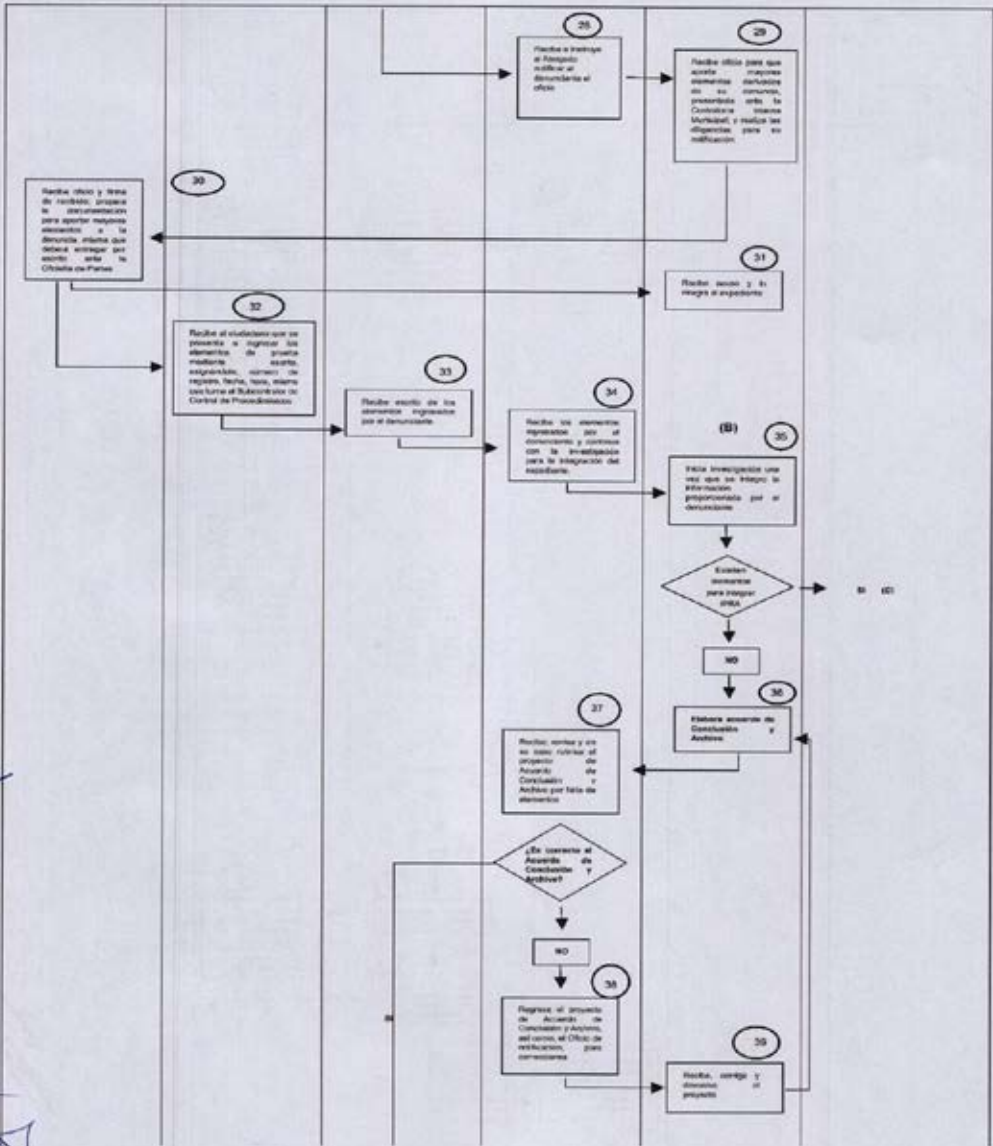 28
Recibe e instruye
al Abogado
notificar al
denunciante el
oficio
29
Recibe oficio para que
aporte mayores
elementos derivados
de su denuncia,
presentada ante la
Contraloría Interna
Municipal, y realiza las
diligencias para su
notificación.
30
Recibe oficio y firma
de recibido, prepara
la documentación
para aportar mayores
elementos a la
denuncia, misma que
deberá entregar por
escrito ante la
Oficialía de Partes
31
Recibe acuse y lo
integra al expediente
32
Recibe al ciudadano que se
presenta a ingresar los
elementos de prueba
mediante escrito,
asignándole, número de
registro, fecha, hora, mismo
que turna al Subcontralor de
Control de Procedimientos
33
Recibe escrito de los
elementos ingresados
por el denunciante.
34
Recibe los elementos
ingresados por el
denunciante y continua
con la investigación
para la integración del
expediente.
(B)
35
Inicia investigación una
vez que se integro la
información
proporcionada por el
denunciante
Existen
elementos
para integrar
SI (C)
NO
36
Elabora acuerdo de
Conclusión y
Archivo
37
Recibe, revisa y en
su caso rubrica el
proyecto de
Acuerdo de
Conclusión y
Archivo por falta de
elementos
¿Es correcto el
Acuerdo de
Conclusión y
Archivo?
NO
38
Regresa el proyecto
de Acuerdo de
Conclusión y Archivo,
así como, el Oficio de
notificación, para
correcciones
39
Recibe, corrige y
devuelve el
proyecto